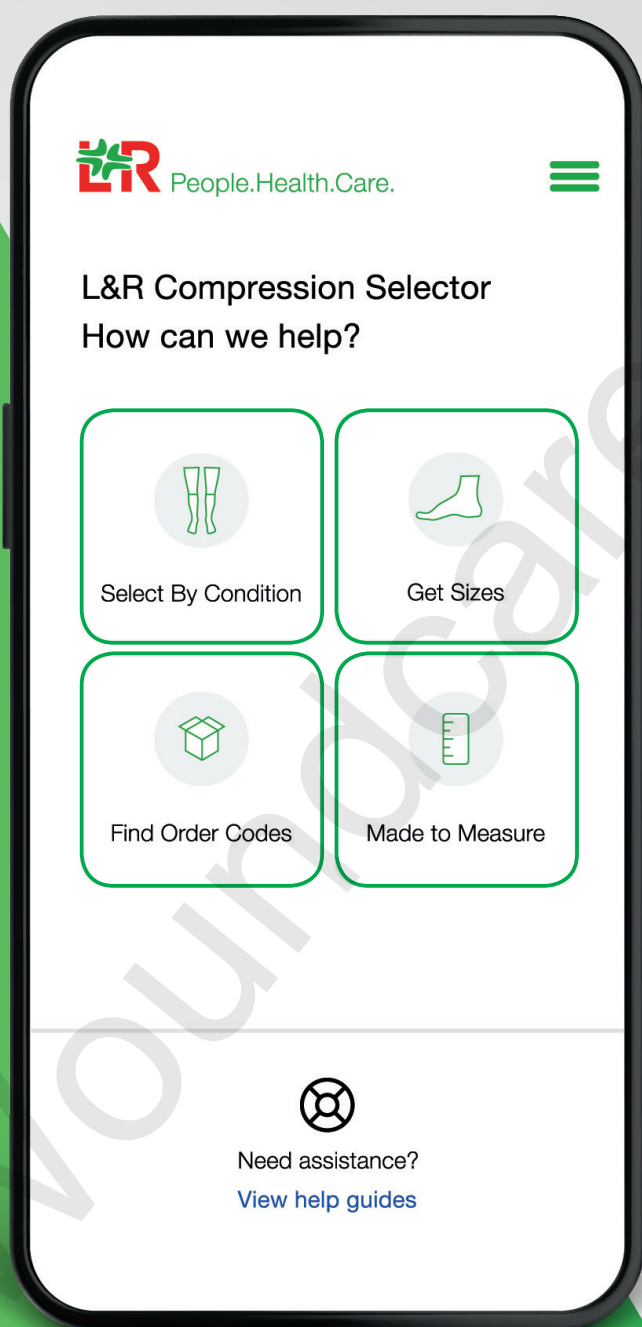 L&R People.Health.Care.
L&R Compression Selector
How can we help?
Select By Condition
Get Sizes
Find Order Codes
Made to Measure
Need assistance?
View help guides